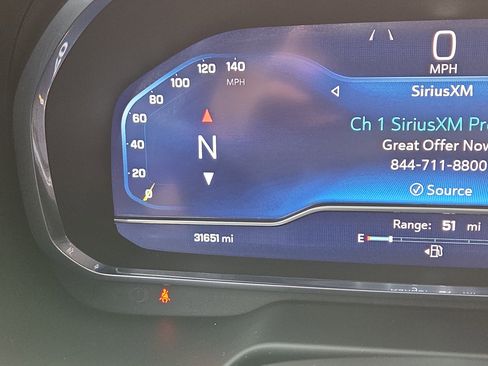 0
MPH
120 140
100 MPH
80
60
40
20
0
N
SiriusXM
Ch 1 SiriusXM Pr
Great Offer Now
844-711-8800
Source
31651 mi
Range: 51 mi
E